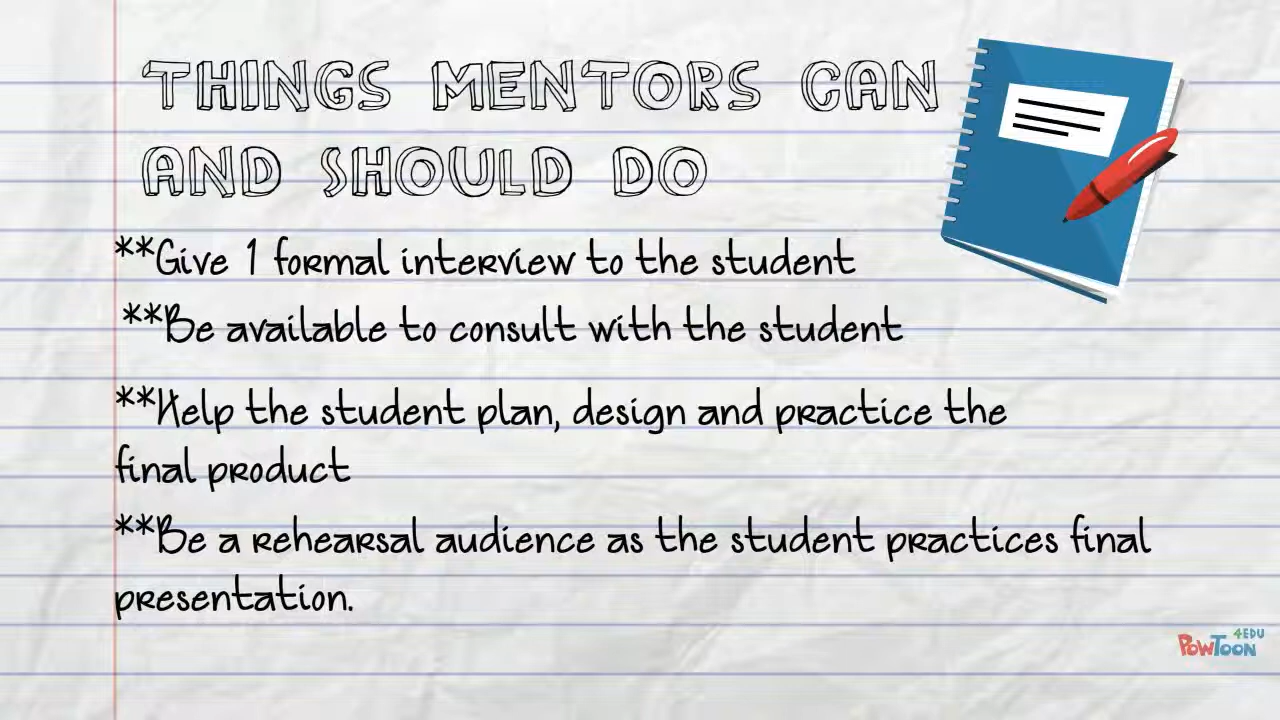 THINGS MENTORS CAN
AND SHOULD DO
**Give 1 formal interview to the student
**Be available to consult with the student
**Help the student plan, design and practice the
final product
**Be a rehearsal audience as the student practices final
presentation.
4EDU
POWTOON